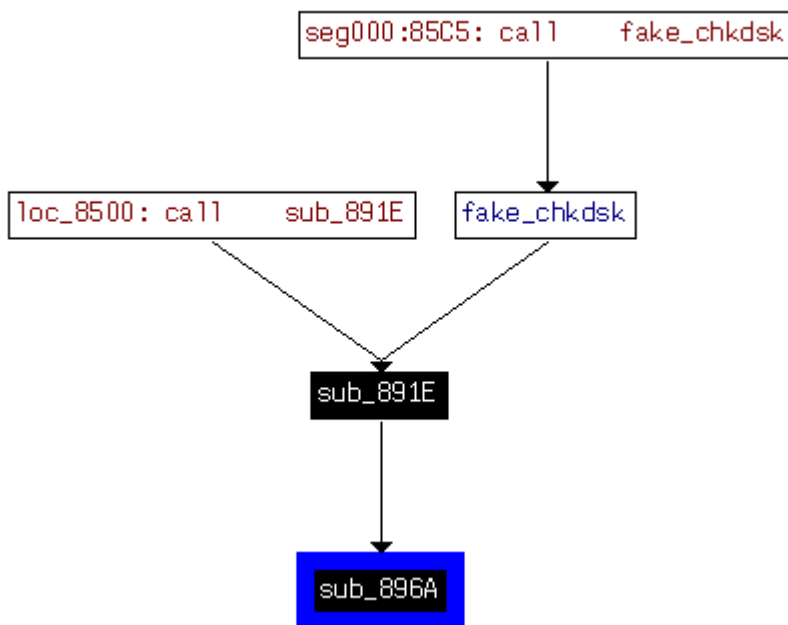 seg000:85C5: call    fake_chkdsk
loc_8500: call    sub_891E
fake_chkdsk
sub_891E
sub_896A